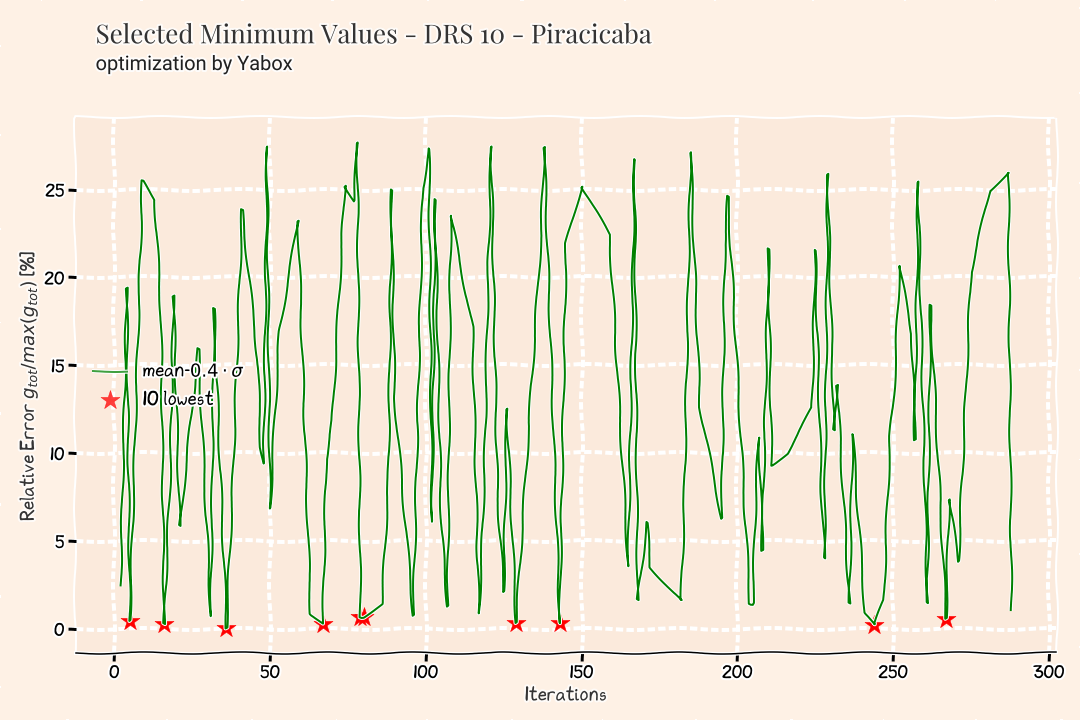 Selected Minimum Values - DRS 10 - Piracicaba
optimization by Yabox
Relative Error g_tot/max(g_tot) [%]
25
20
15
10
5
0
mean-0.4 · σ
10 lowest
0 50 100 150 200 250 300
Iterations